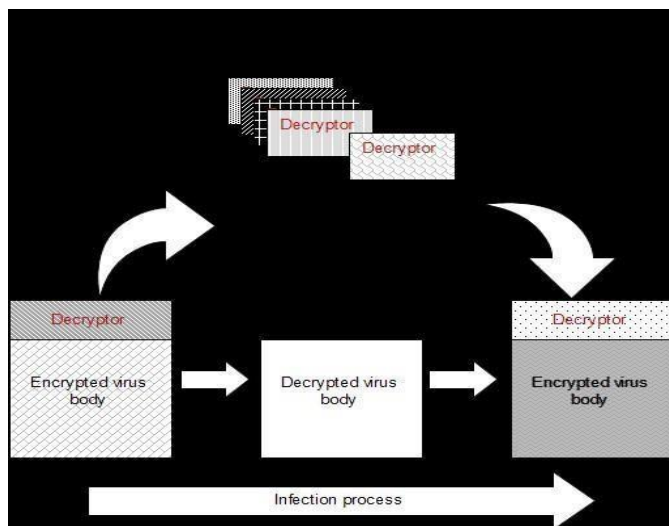 Decryptor
Decryptor
Decryptor
Encrypted virus
body
Decrypted virus
body
Decryptor
Encrypted virus
body
Infection process